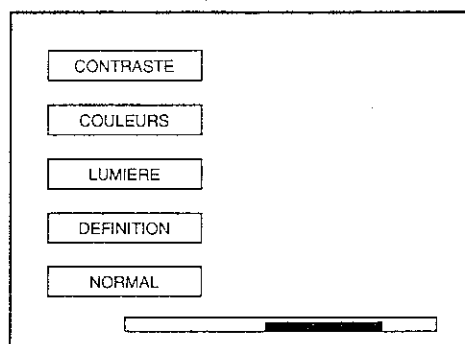 CONTRASTE
COULEURS
LUMIERE
DEFINITION
NORMAL